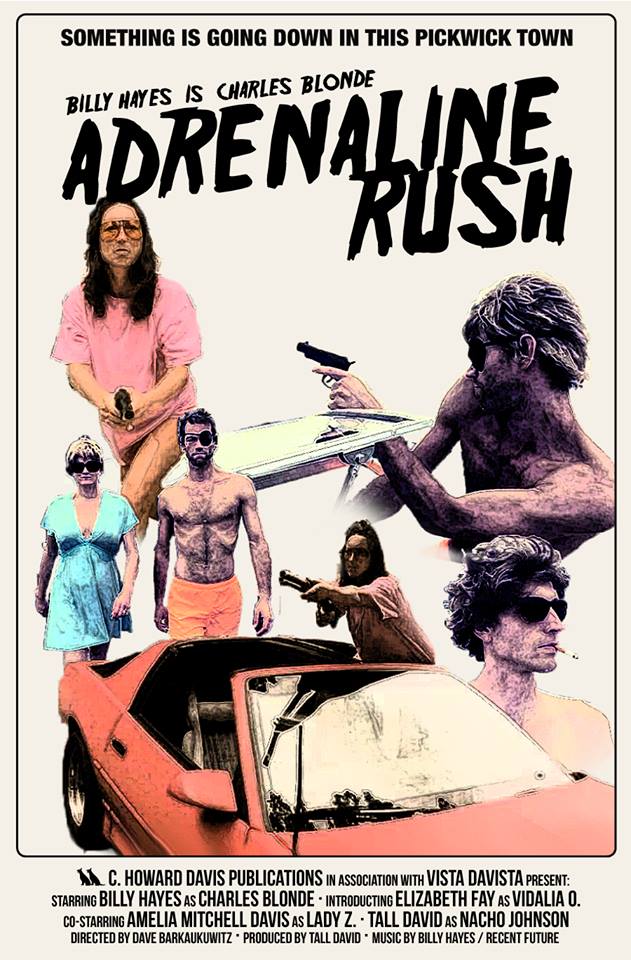 SOMETHING IS GOING DOWN IN THIS PICKWICK TOWN
BILLY HAYES IS CHARLES BLONDE
ADRENALINE
RUSH
C. HOWARD DAVIS PUBLICATIONS IN ASSOCIATION WITH VISTA DAVISTA PRESENT:
STARRING BILLY HAYES AS CHARLES BLONDE · INTRODUCTING ELIZABETH FAY AS VIDALIA O.
CO-STARRING AMELIA MITCHELL DAVIS AS LADY Z. · TALL DAVID AS NACHO JOHNSON
DIRECTED BY DAVE BARKAUKUWITZ · PRODUCED BY TALL DAVID · MUSIC BY BILLY HAYES / RECENT FUTURE